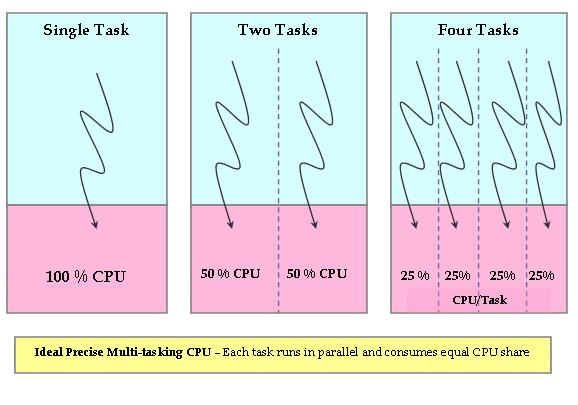 Single Task
100 % CPU
Two Tasks
50 % CPU
50 % CPU
Four Tasks
25 %
25%
25%
25%
CPU/Task
Ideal Precise Multi-tasking CPU – Each task runs in parallel and consumes equal CPU share